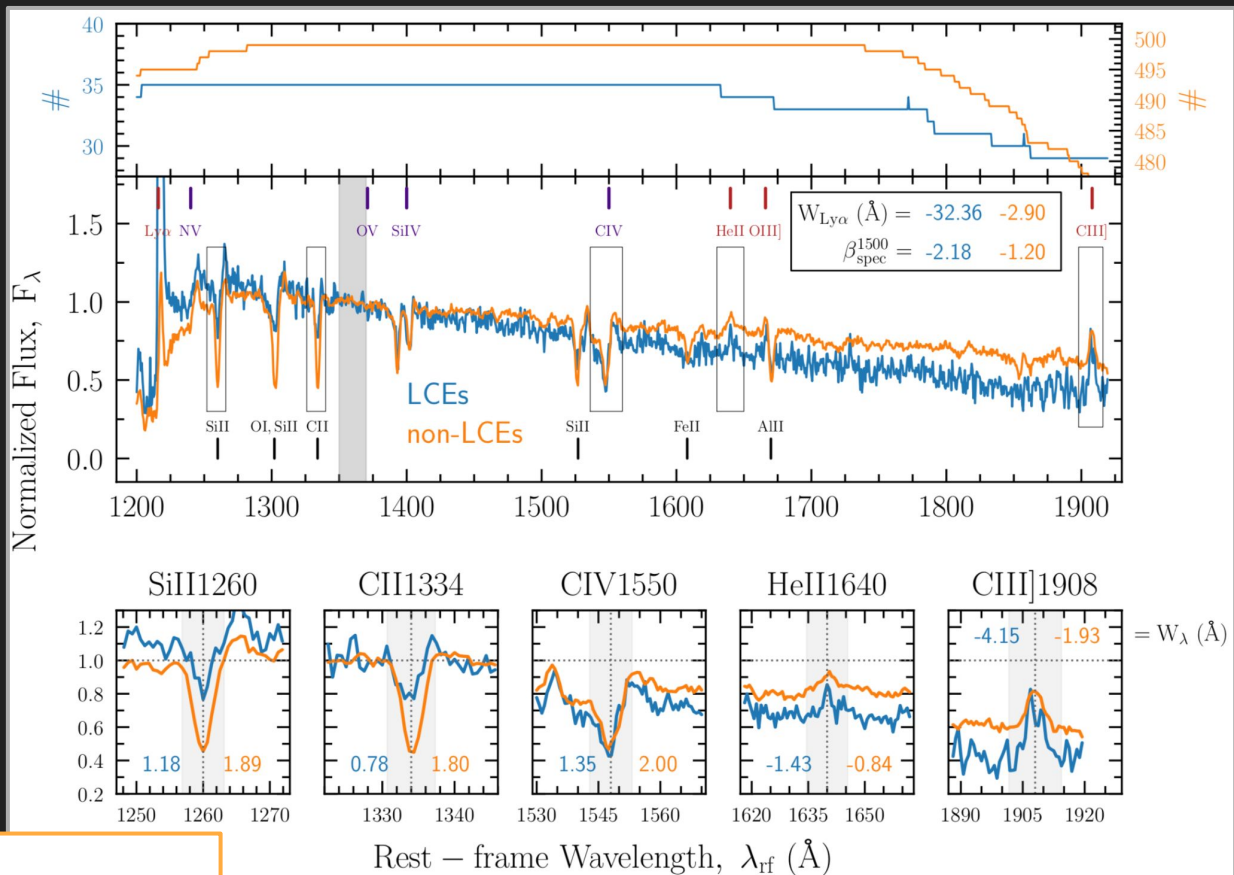 40
35
30
#
500
495
490
485
480
#
Lyα NV OV SiIV CIV HeII OIII] CIII]
W_Lyα (Å) = -32.36 -2.90
β_spec^1500 = -2.18 -1.20
1.5
1.0
0.5
0.0
Normalized Flux, F_λ
LCEs
non-LCEs
SiII OI, SiII CII SiII FeII AlII
1200 1300 1400 1500 1600 1700 1800 1900
SiII1260 CII1334 CIV1550 HeII1640 CIII]1908
1.2
1.0
0.8
0.6
0.4
0.2
-4.15 -1.93
= W_λ (Å)
1.18 1.89
0.78 1.80
1.35 2.00
-1.43 -0.84
1250 1260 1270
1330 1340
1530 1545 1560
1620 1635 1650
1890 1905 1920
Rest – frame Wavelength, λ_rf (Å)